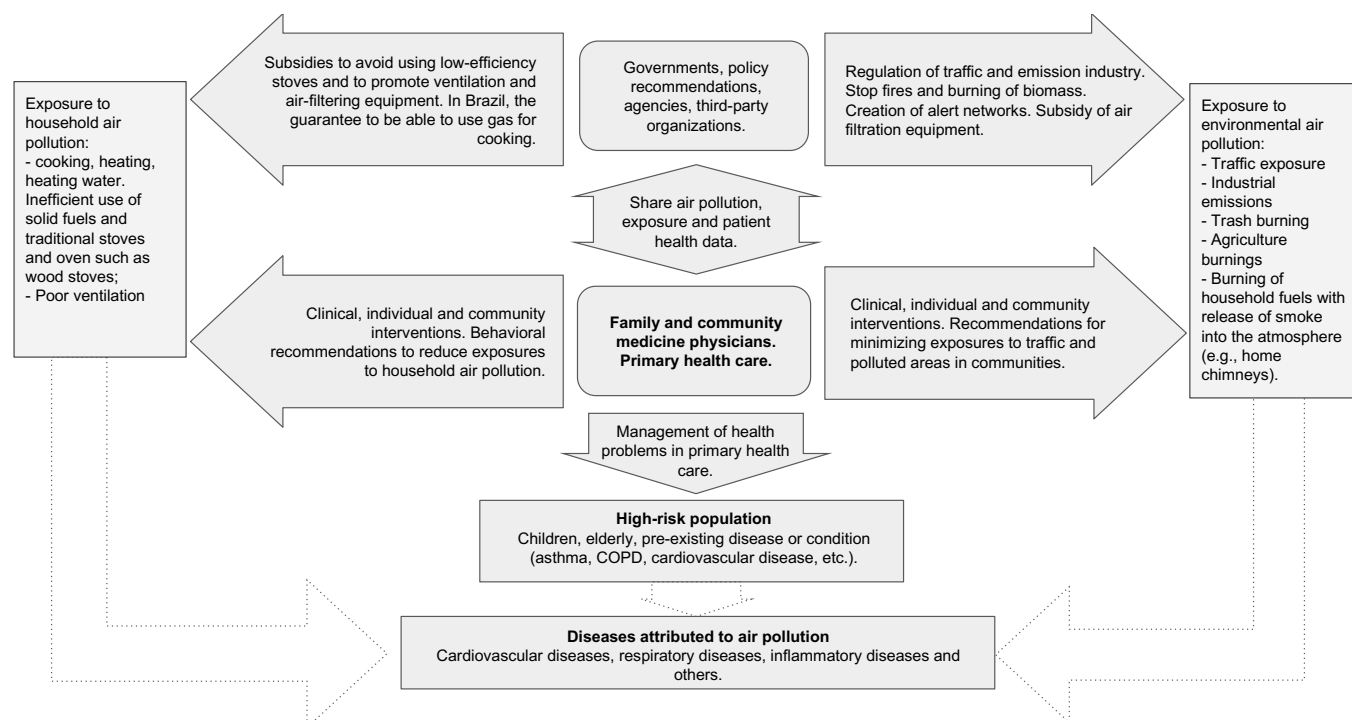 Subsidies to avoid using low-efficiency
stoves and to promote ventilation and
air-filtering equipment. In Brazil, the
guarantee to be able to use gas for
cooking.
Governments, policy
recommendations,
agencies, third-party
organizations.
Regulation of traffic and emission industry.
Stop fires and burning of biomass.
Creation of alert networks. Subsidy of air
filtration equipment.
Exposure to
household air
pollution:
- cooking, heating,
heating water.
Inefficient use of
solid fuels and
traditional stoves
and oven such as
wood stoves;
- Poor ventilation
Exposure to
environmental air
pollution:
- Traffic exposure
- Industrial
emissions
- Trash burning
- Agriculture
burnings
- Burning of
household fuels with
release of smoke
into the atmosphere
(e.g., home
chimneys).
Share air pollution,
exposure and patient
health data.
Clinical, individual and community
interventions. Behavioral
recommendations to reduce exposures
to household air pollution.
Family and community
medicine physicians.
Primary health care.
Clinical, individual and community
interventions. Recommendations for
minimizing exposures to traffic and
polluted areas in communities.
Management of health
problems in primary health
care.
High-risk population
Children, elderly, pre-existing disease or condition
(asthma, COPD, cardiovascular disease, etc.).
Diseases attributed to air pollution
Cardiovascular diseases, respiratory diseases, inflammatory diseases and
others.